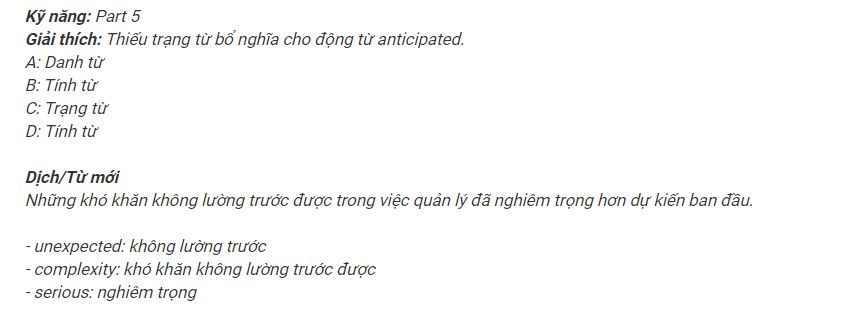 Kỹ năng: Part 5
Giải thích: Thiếu trạng từ bổ nghĩa cho động từ anticipated.
A: Danh từ
B: Tính từ
C: Trạng từ
D: Tính từ
Dịch/Từ mới
Những khó khăn không lường trước được trong việc quản lý đã nghiêm trọng hơn dự kiến ban đầu.
- unexpected: không lường trước
- complexity: khó khăn không lường trước được
- serious: nghiêm trọng